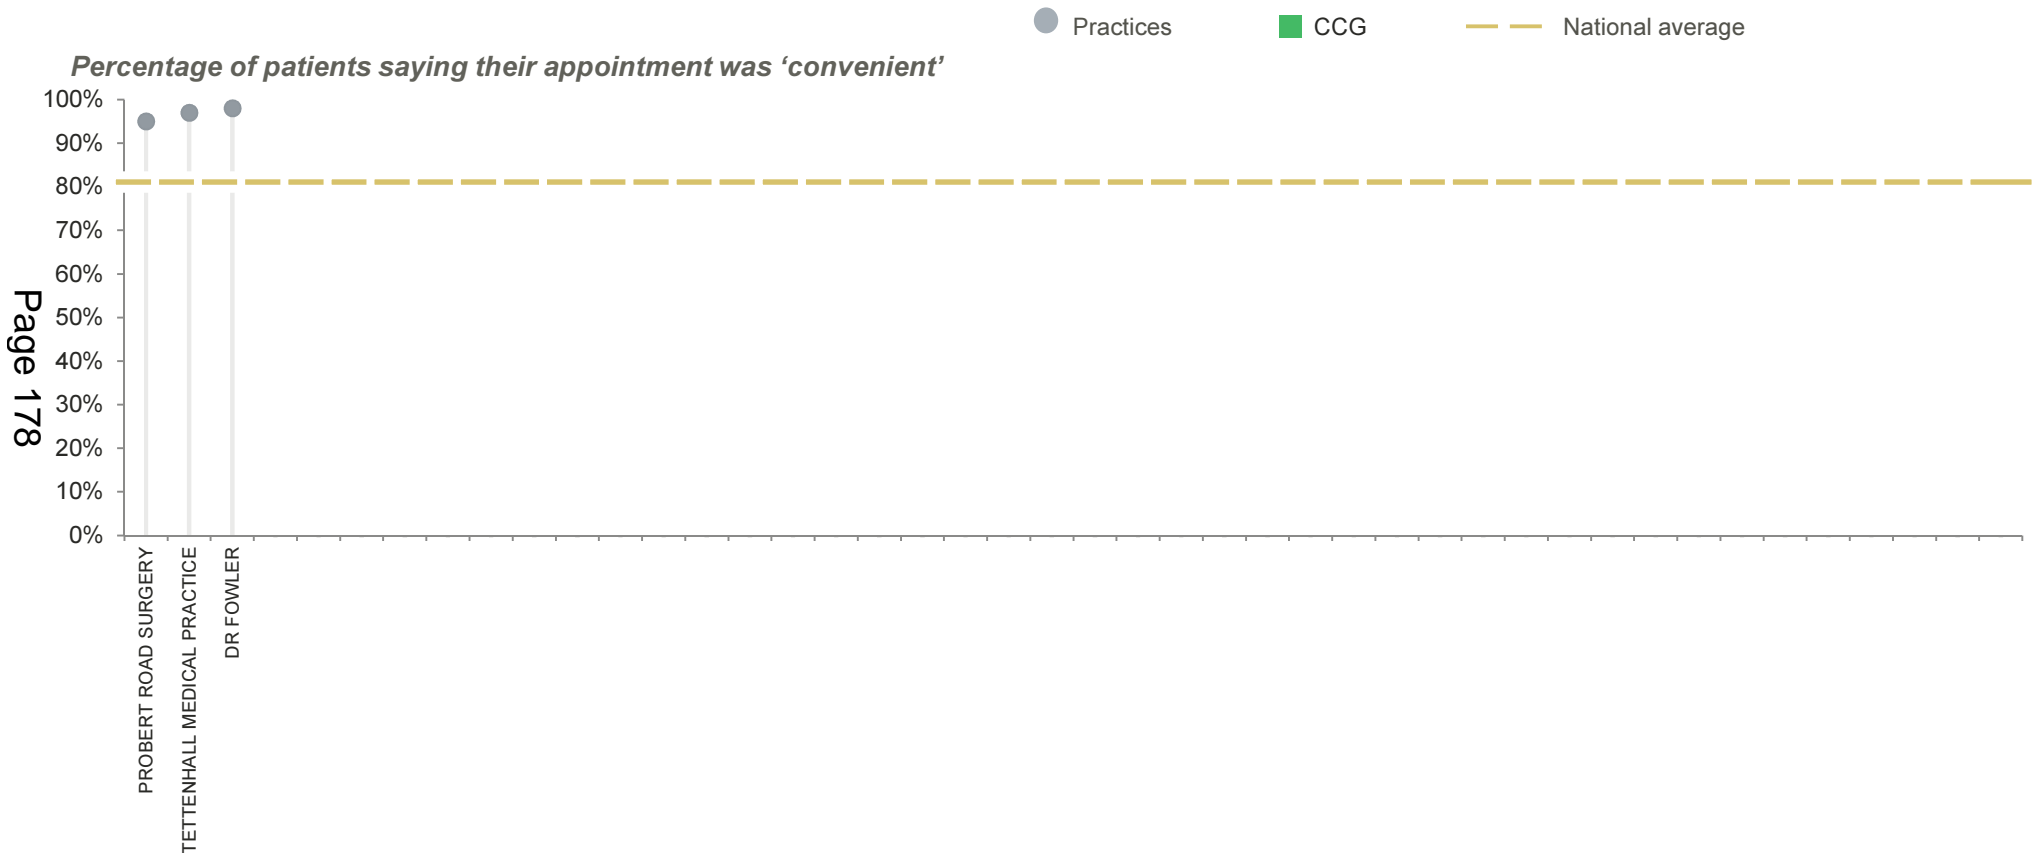 Practices
CCG
National average
Percentage of patients saying their appointment was ‘convenient’
100%
90%
80%
70%
60%
50%
40%
30%
20%
10%
0%
PROBERT ROAD SURGERY
TETTENHALL MEDICAL PRACTICE
DR FOWLER
Page 178